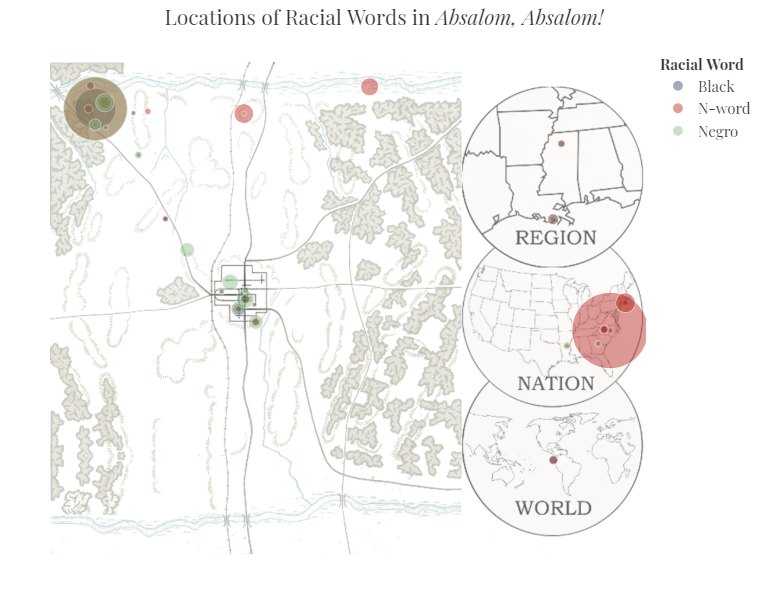 Locations of Racial Words in Absalom, Absalom!
Racial Word
Black
N-word
Negro
REGION
NATION
WORLD